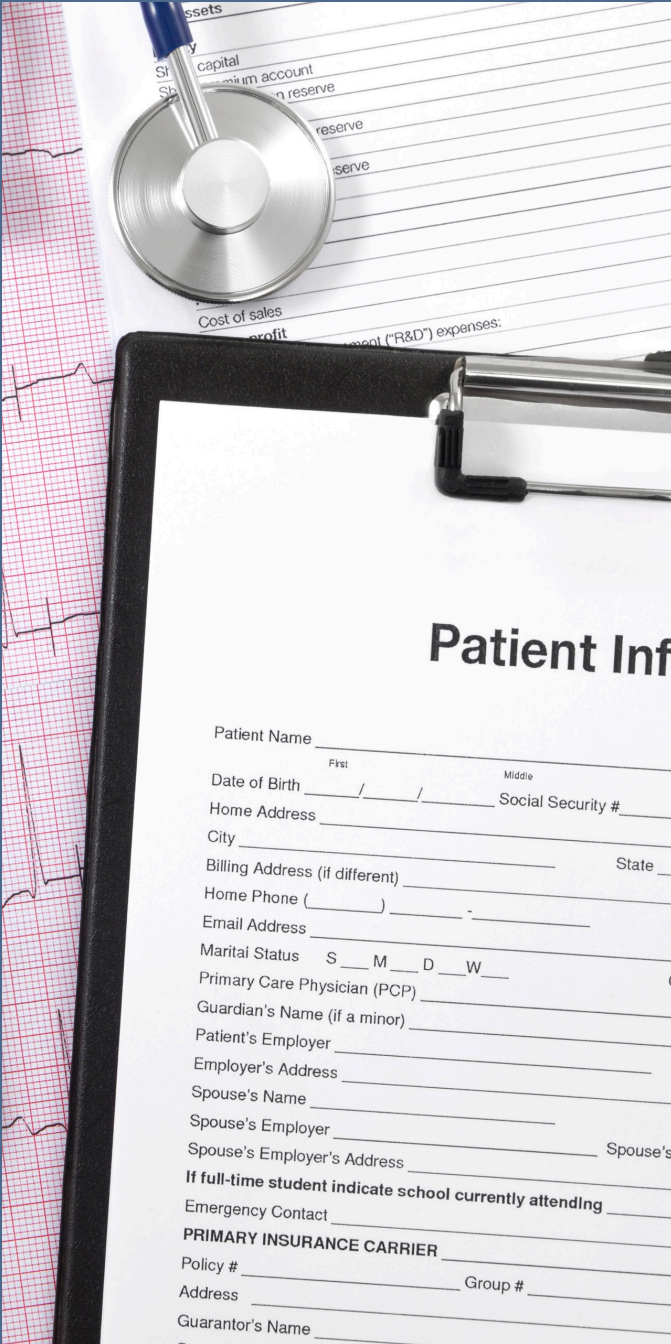 ssets
y
Sh capital
Sh mium account
n reserve
reserve
serve
Cost of sales
profit
ment ("R&D") expenses:
Patient Inf
Patient Name
First Middle
Date of Birth / / Social Security #
Home Address
City State
Billing Address (if different)
Home Phone ( ) -
Email Address
Marital Status S M D W
Primary Care Physician (PCP)
Guardian's Name (if a minor)
Patient's Employer
Employer's Address
Spouse's Name
Spouse's Employer Spouse's
Spouse's Employer's Address
If full-time student indicate school currently attending
Emergency Contact
PRIMARY INSURANCE CARRIER
Policy # Group #
Address
Guarantor's Name